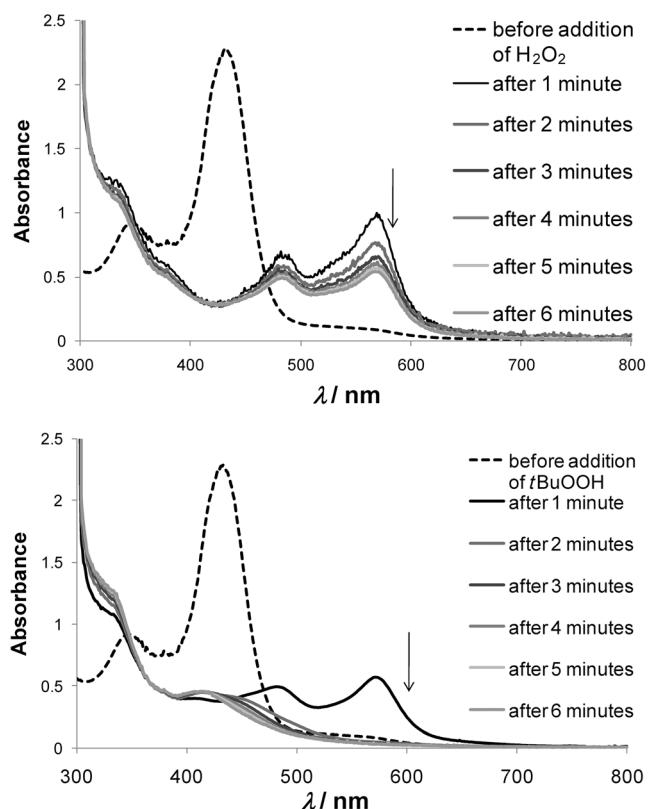 2.5
2
1.5
1
0.5
0
Absorbance
300
400
500
600
700
800
λ / nm
before addition
of H₂O₂
after 1 minute
after 2 minutes
after 3 minutes
after 4 minutes
after 5 minutes
after 6 minutes
2.5
2
1.5
1
0.5
0
Absorbance
300
400
500
600
700
800
λ / nm
before addition
of tBuOOH
after 1 minute
after 2 minutes
after 3 minutes
after 4 minutes
after 5 minutes
after 6 minutes